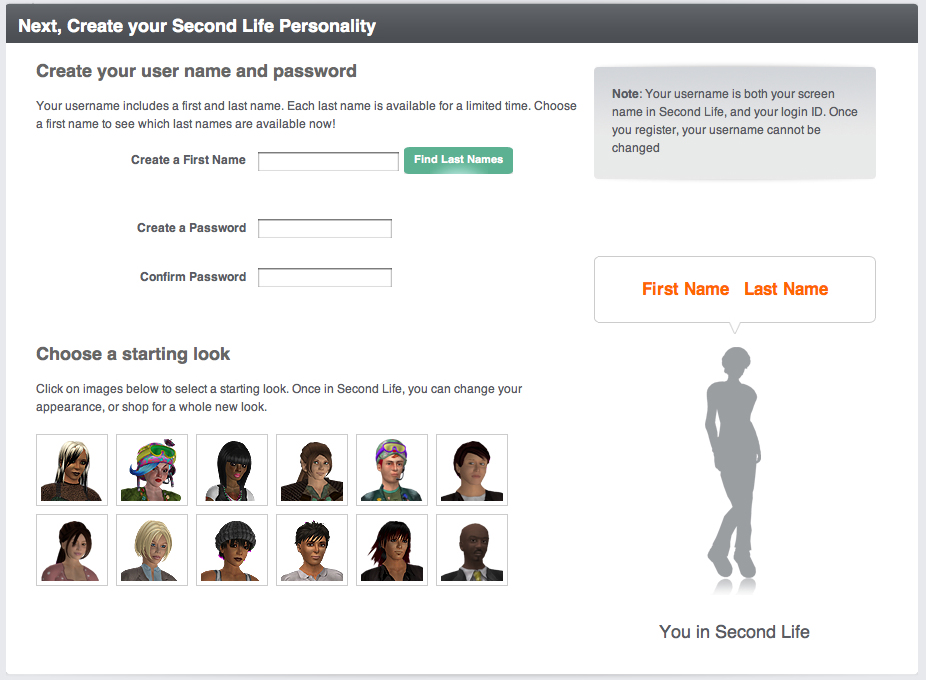 Next, Create your Second Life Personality
Create your user name and password
Your username includes a first and last name. Each last name is available for a limited time. Choose
a first name to see which last names are available now!
Create a First Name
Find Last Names
Create a Password
Confirm Password
Choose a starting look
Click on images below to select a starting look. Once in Second Life, you can change your
appearance, or shop for a whole new look.
Note: Your username is both your screen
name in Second Life, and your login ID. Once
you register, your username cannot be
changed
First Name Last Name
You in Second Life